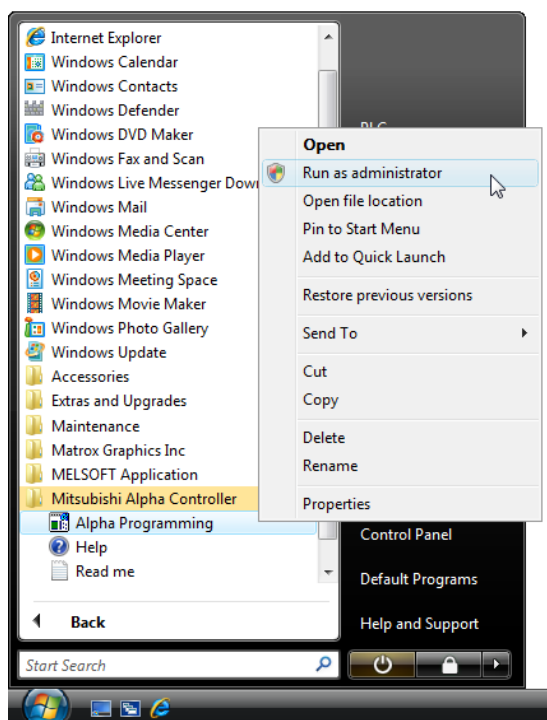 Internet Explorer
Windows Calendar
Windows Contacts
Windows Defender
Windows DVD Maker
Windows Fax and Scan
Windows Live Messenger Dow
Windows Mail
Windows Media Center
Windows Media Player
Windows Meeting Space
Windows Movie Maker
Windows Photo Gallery
Windows Update
Accessories
Extras and Upgrades
Maintenance
Matrox Graphics Inc
MELSOFT Application
Mitsubishi Alpha Controller
Alpha Programming
Help
Read me
Back
Start Search
Open
Run as administrator
Open file location
Pin to Start Menu
Add to Quick Launch
Restore previous versions
Send To
Cut
Copy
Delete
Rename
Properties
Control Panel
Default Programs
Help and Support